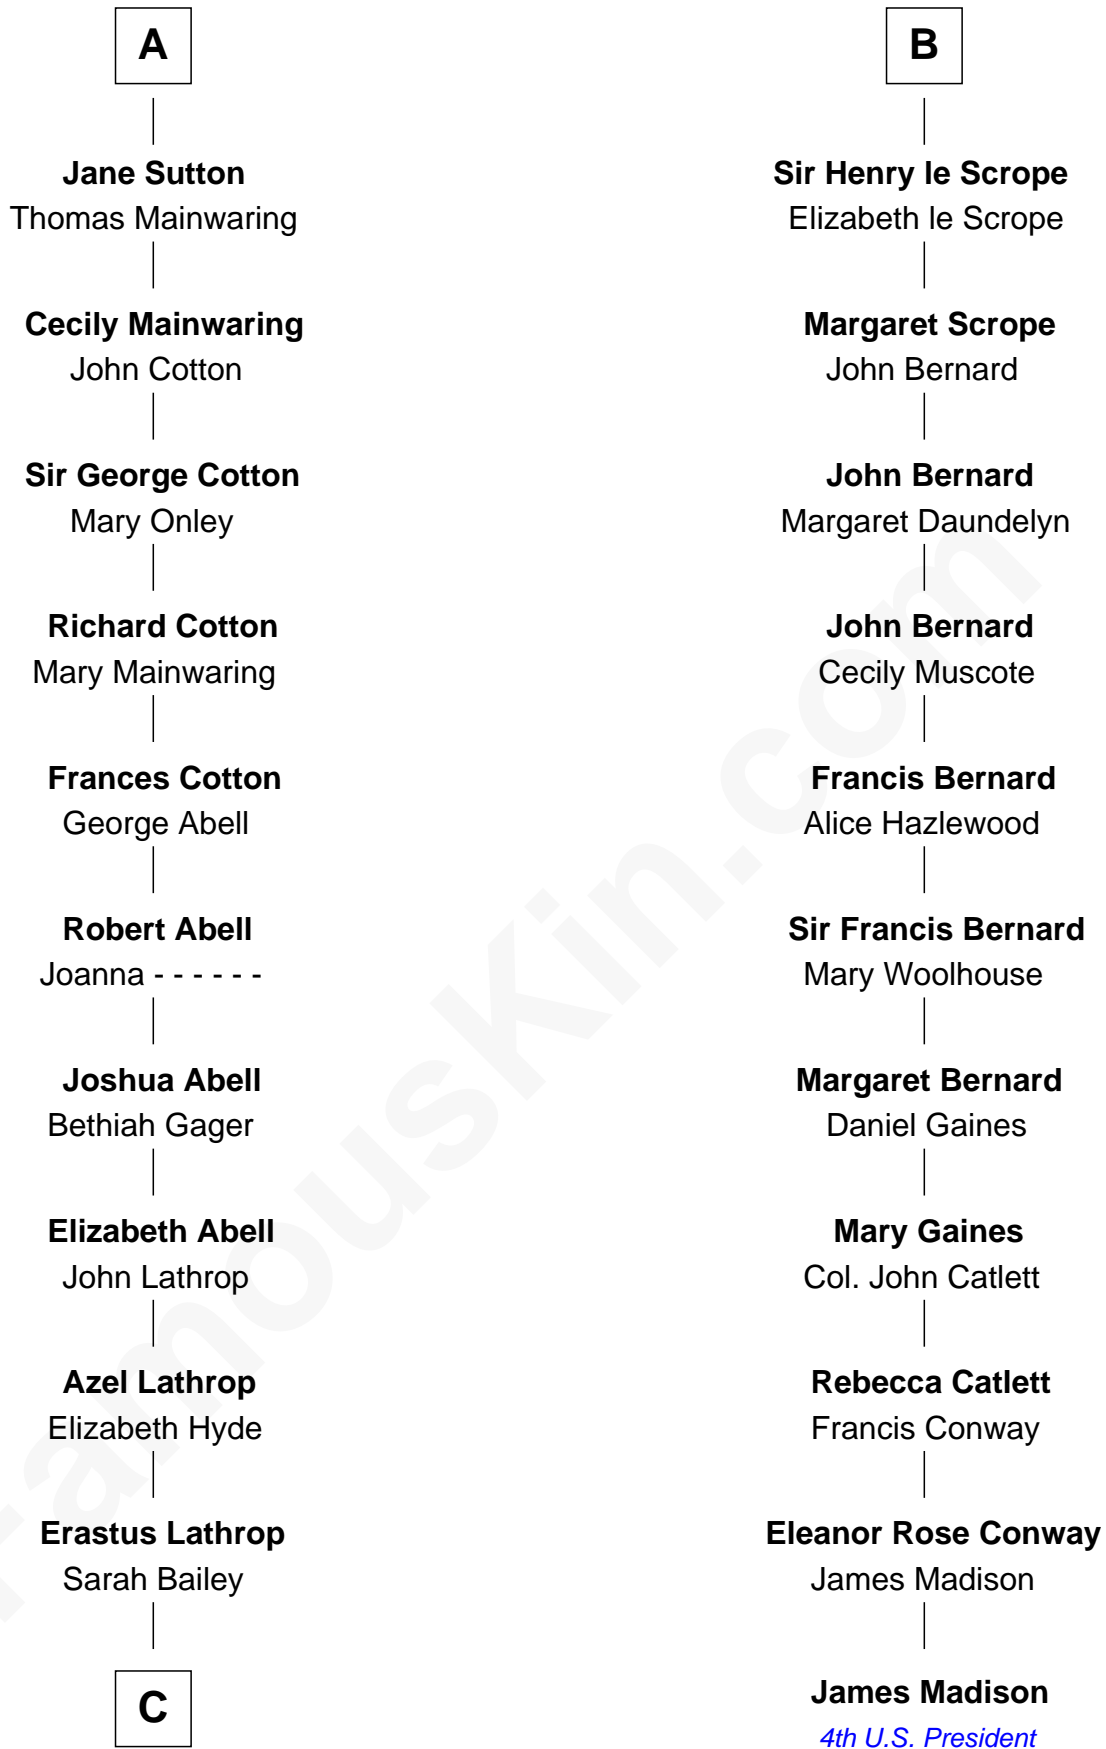 A
Jane Sutton
Thomas Mainwaring
Cecily Mainwaring
John Cotton
Sir George Cotton
Mary Onley
Richard Cotton
Mary Mainwaring
Frances Cotton
George Abell
Robert Abell
Joanna - - - - - -
Joshua Abell
Bethiah Gager
Elizabeth Abell
John Lathrop
Azel Lathrop
Elizabeth Hyde
Erastus Lathrop
Sarah Bailey
C
B
Sir Henry le Scrope
Elizabeth le Scrope
Margaret Scrope
John Bernard
John Bernard
Margaret Daundelyn
John Bernard
Cecily Muscote
Francis Bernard
Alice Hazlewood
Sir Francis Bernard
Mary Woolhouse
Margaret Bernard
Daniel Gaines
Mary Gaines
Col. John Catlett
Rebecca Catlett
Francis Conway
Eleanor Rose Conway
James Madison
James Madison
4th U.S. President
FamousKin.com